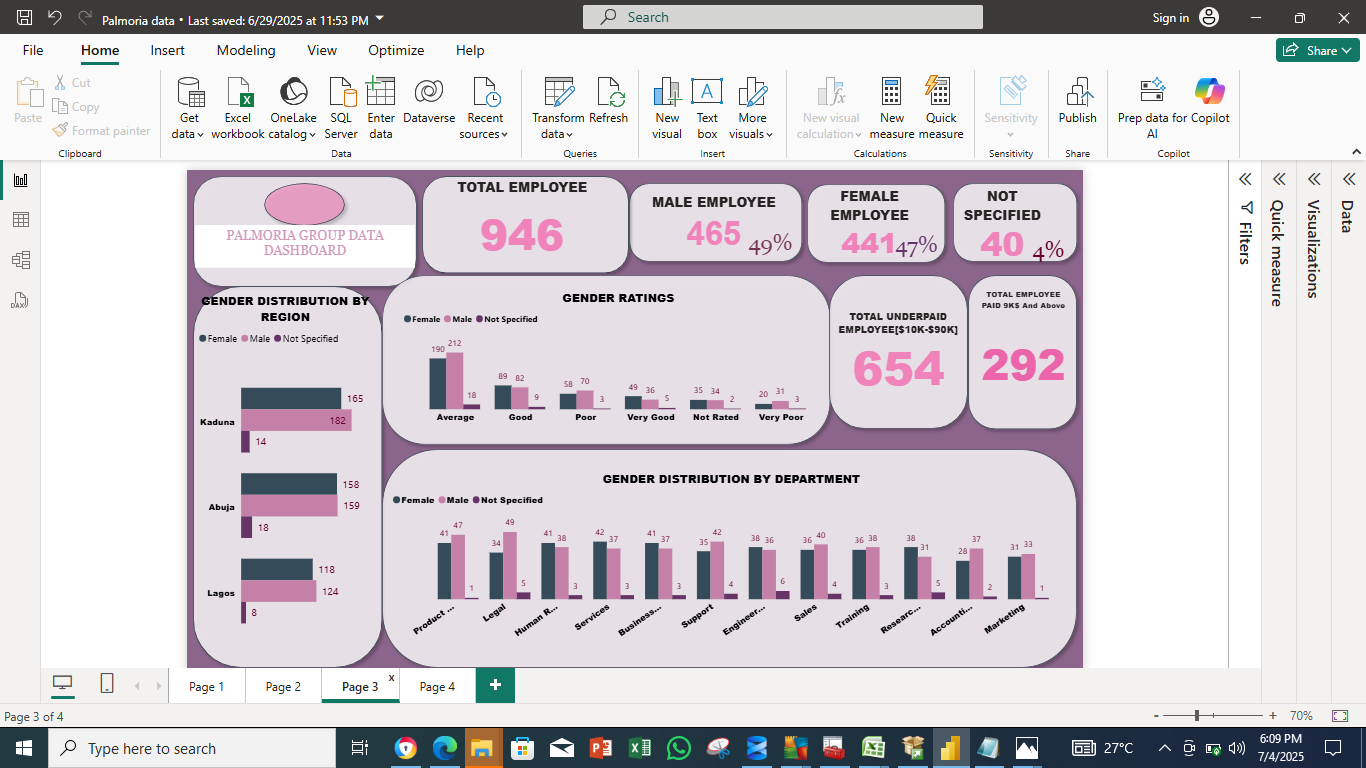 Palmoria data • Last saved: 6/29/2025 at 11:53 PM
Search
Sign in
File Home Insert Modeling View Optimize Help
Share
Paste
Cut
Copy
Format painter
Clipboard
Get data
Excel workbook
OneLake catalog
SQL Server
Enter data
Dataverse
Recent sources
Data
Transform data
Refresh
Queries
New visual
Text box
More visuals
Insert
New visual calculation
New measure
Quick measure
Calculations
Sensitivity
Sensitivity
Publish
Share
Prep data for AI
Copilot
Copilot
PALMORIA GROUP DATA
DASHBOARD
TOTAL EMPLOYEE
946
MALE EMPLOYEE
465 49%
FEMALE
EMPLOYEE
441 47%
NOT
SPECIFIED
40 4%
GENDER DISTRIBUTION BY
REGION
Female Male Not Specified
Kaduna
165
182
14
Abuja
158
159
18
Lagos
118
124
8
GENDER RATINGS
Female Male Not Specified
190 212 18
89 82 9
58 70 3
49 36 5
35 34 2
20 31 3
Average Good Poor Very Good Not Rated Very Poor
TOTAL UNDERPAID
EMPLOYEE[$10K-$90K]
654
TOTAL EMPLOYEE
PAID 9K$ And Above
292
GENDER DISTRIBUTION BY DEPARTMENT
Female Male Not Specified
41 47 1
34 49 5
41 38 3
42 37 3
41 37 3
35 42 4
38 36 6
36 40 4
36 38 3
38 31 5
28 37 2
31 33 1
Product ... Legal Human R... Services Business... Support Engineer... Sales Training Researc... Accounti... Marketing
Filters
Quick measure
Visualizations
Data
DAX
Page 1 Page 2 Page 3 x Page 4 +
Page 3 of 4
- + 70%
Type here to search
27°C
6:09 PM
7/4/2025